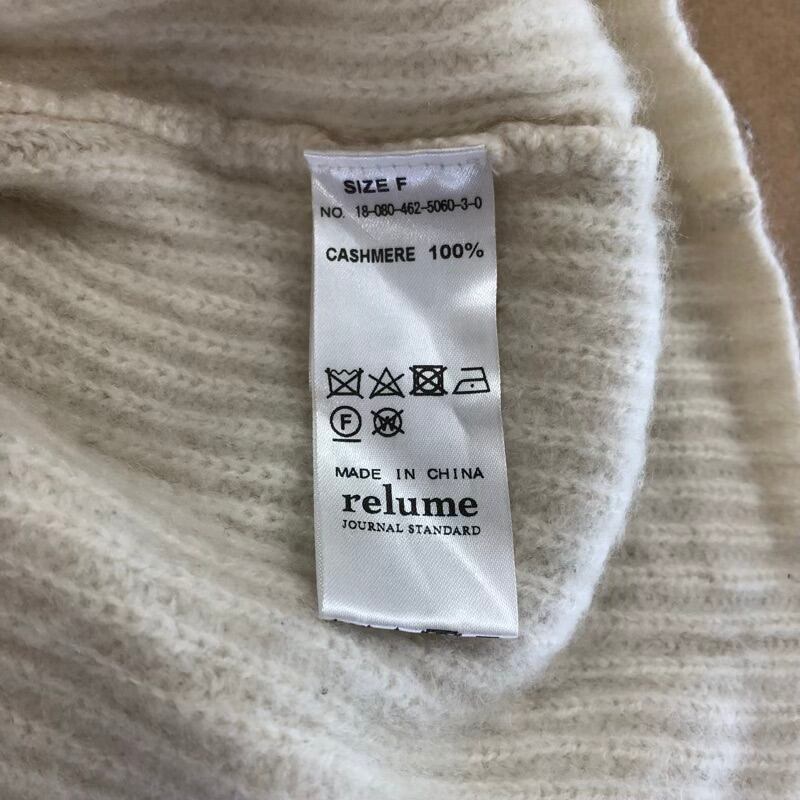 SIZE F
NO. 18-080-462-5060-3-0
CASHMERE 100%
F W
MADE IN CHINA
relume
JOURNAL STANDARD